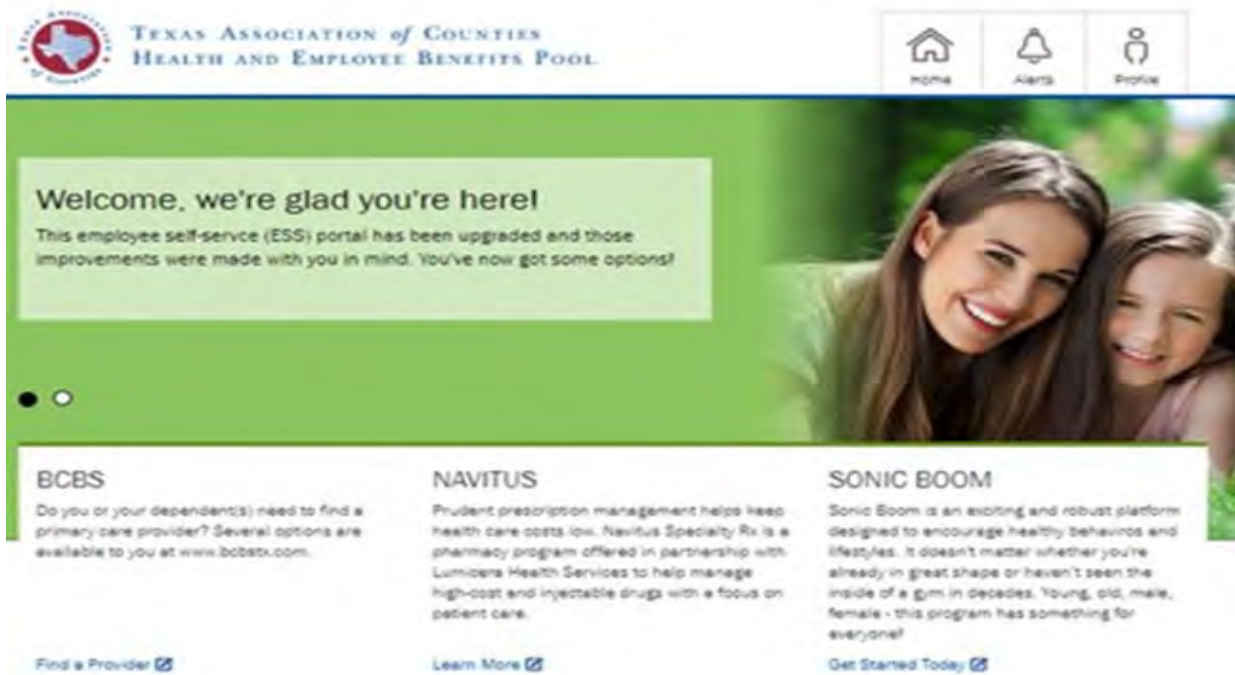 TEXAS ASSOCIATION of COUNTIES
HEALTH AND EMPLOYEE BENEFITS POOL
Home
Alerts
Profile
Welcome, we're glad you're here!
This employee self-servce (ESS) portal has been upgraded and those
improvements were made with you in mind. You've now got some options!
BCBS
Do you or your dependent(s) need to find a
primary care provider? Several options are
available to you at www.bcbstx.com.
Find a Provider
NAVITUS
Prudent prescription management helps keep
health care costs low. Navitus Specialty Rx is a
pharmacy program offered in partnership with
Lumicera Health Services to help manage
high-cost and injectable drugs with a focus on
patient care.
Learn More
SONIC BOOM
Sonic Boom is an exciting and robust platform
designed to encourage healthy behaviros and
lifestyles. It doesn't matter whether you're
already in great shape or haven't seen the
inside of a gym in decades. Young, old, male,
female - this program has something for
everyone!
Get Started Today